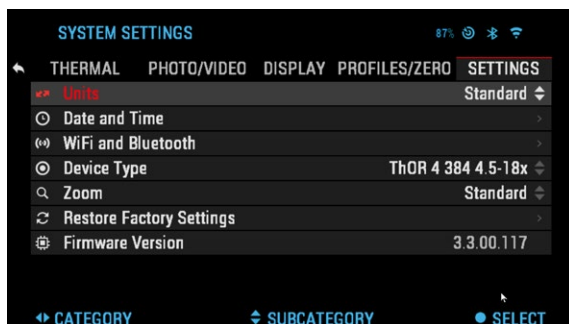 SYSTEM SETTINGS 87%
THERMAL PHOTO/VIDEO DISPLAY PROFILES/ZERO SETTINGS
Units Standard
Date and Time
WiFi and Bluetooth
Device Type ThOR 4 384 4.5-18x
Zoom Standard
Restore Factory Settings
Firmware Version 3.3.00.117
CATEGORY SUBCATEGORY SELECT